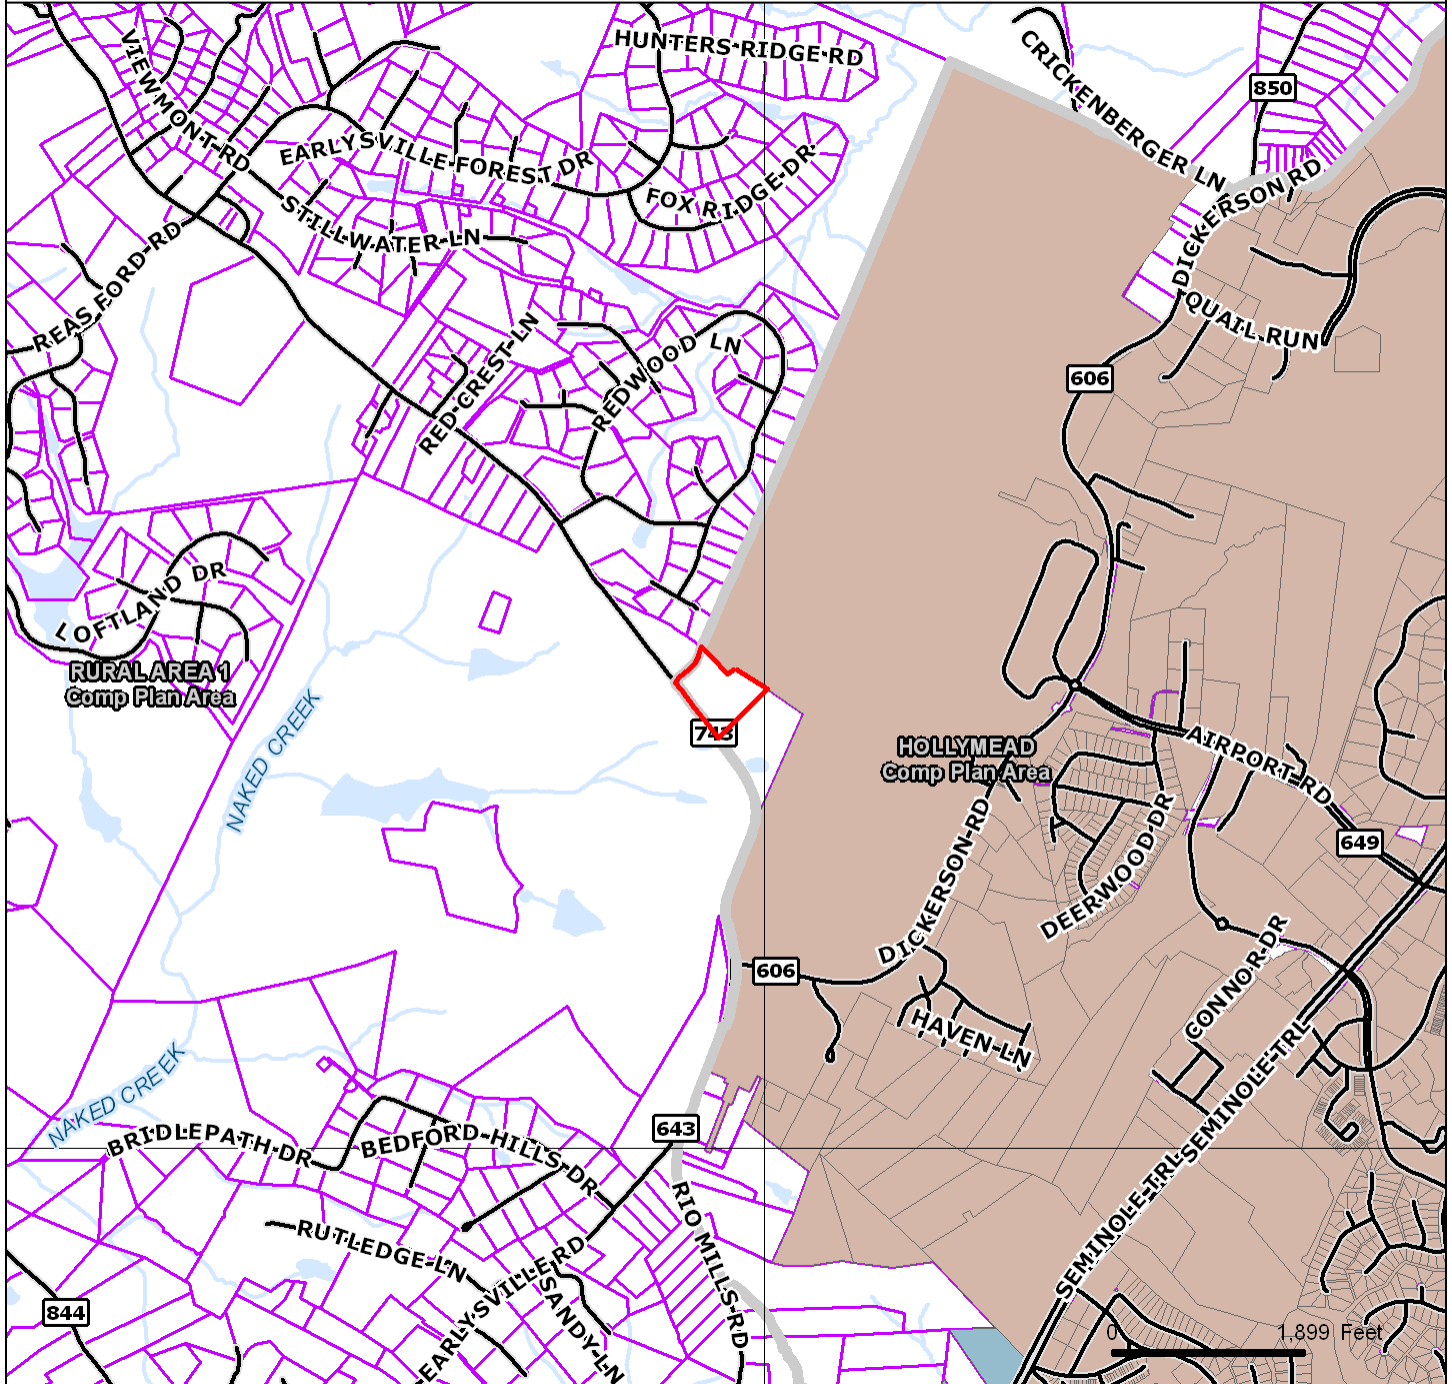 HUNTERS RIDGE RD
CRICKENBERGER LN
850
VIEWMONT RD
EARLYSVILLE FOREST DR
FOX RIDGE DR
DICKERSON RD
STILLWATER LN
REAS FORD RD
QUAIL RUN
RED CREST LN
REDWOOD LN
606
LOFTLAND DR
RURAL AREA 1
Comp Plan Area
NAKED CREEK
743
HOLLYMEAD
Comp Plan Area
AIRPORT RD
649
DEERWOOD DR
DICKERSON RD
606
CONNOR DR
HAVEN LN
NAKED CREEK
BRIDLEPATH DR
BEDFORD HILLS DR
643
SEMINOLE TRL
SEMINOLE TRL
RIO MILLS RD
RUTLEDGE LN
EARLYSVILLE RD
SANDY LN
844
0 1,899 Feet